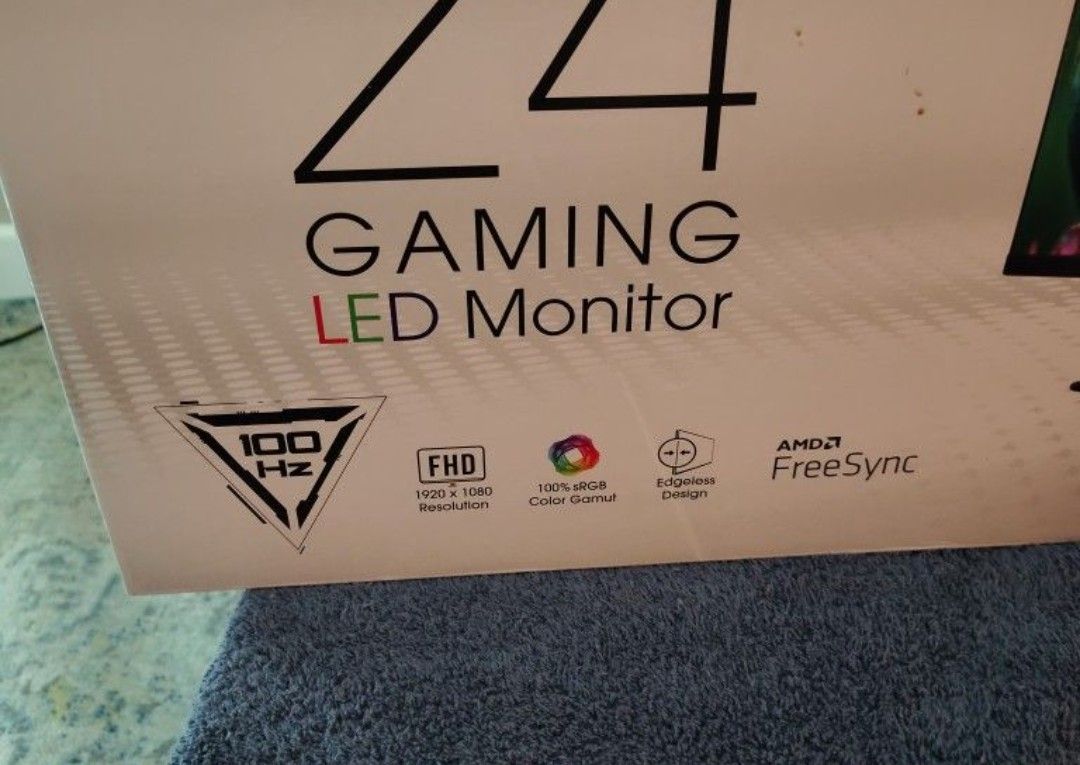 24
GAMING
LED Monitor
100
Hz
FHD
1920 x 1080
Resolution
100% sRGB
Color Gamut
Edgeless
Design
AMD
FreeSync